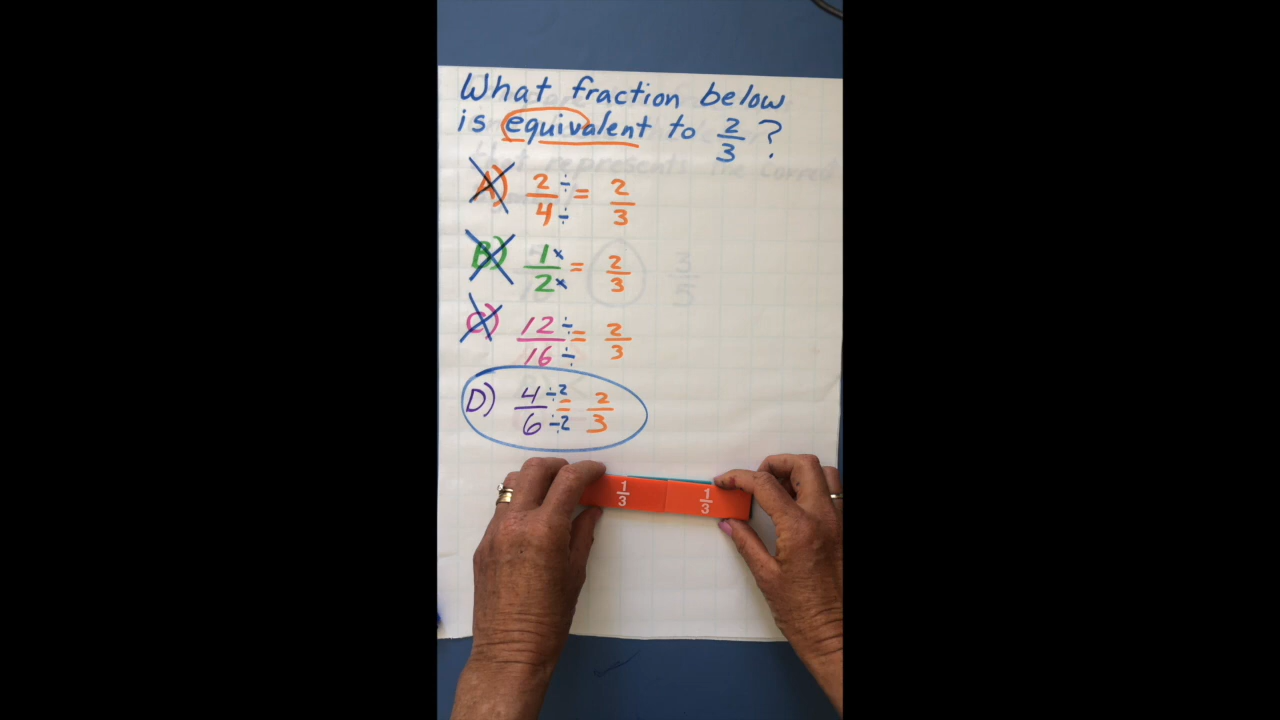 What fraction below
is equivalent to 2/3 ?
A) 2/4 ÷ ÷ = 2/3
B) 1/2 x x = 2/3
C) 12/16 ÷ ÷ = 2/3
D) 4/6 ÷2 ÷2 = 2/3
1/3 1/3